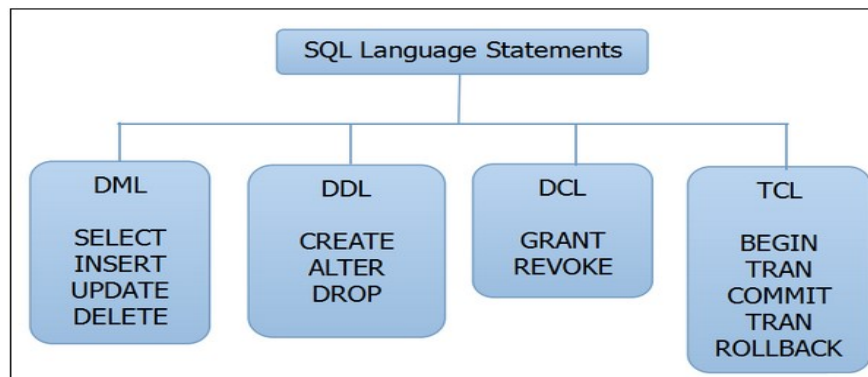 SQL Language Statements
DML
SELECT
INSERT
UPDATE
DELETE
DDL
CREATE
ALTER
DROP
DCL
GRANT
REVOKE
TCL
BEGIN
TRAN
COMMIT
TRAN
ROLLBACK